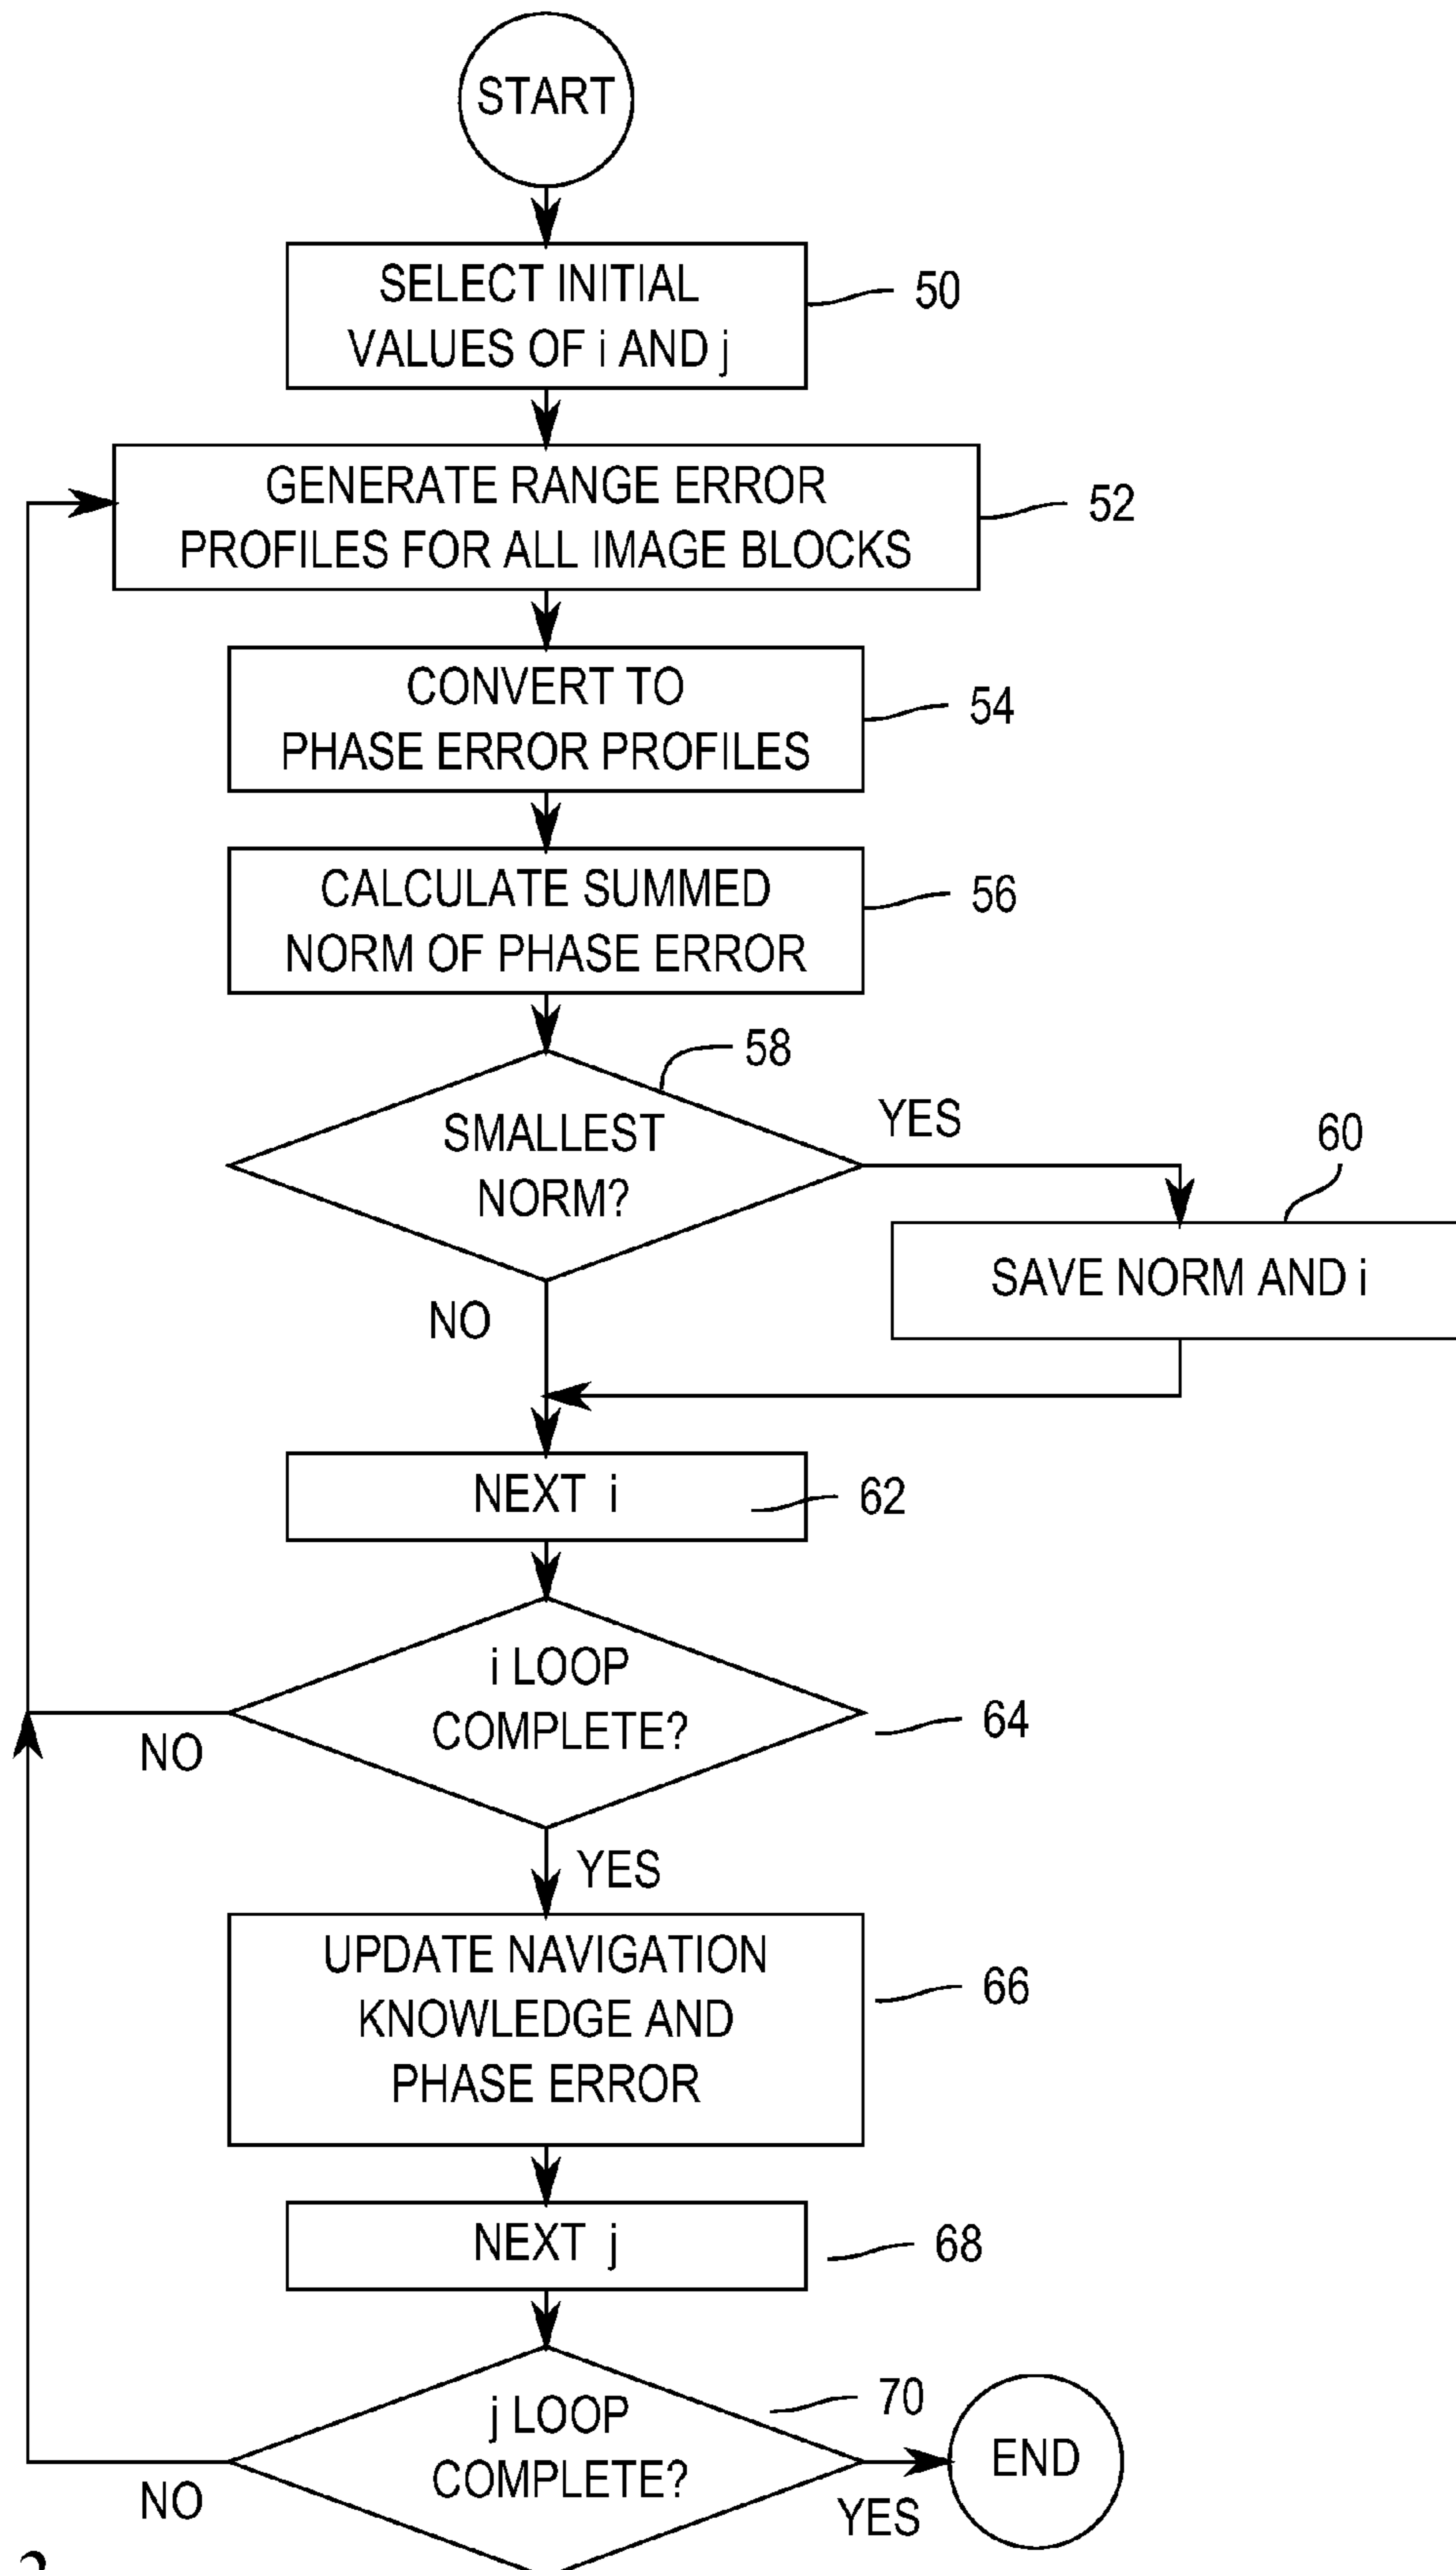 START
SELECT INITIAL
VALUES OF i AND j
50
GENERATE RANGE ERROR
PROFILES FOR ALL IMAGE BLOCKS
52
CONVERT TO
PHASE ERROR PROFILES
54
CALCULATE SUMMED
NORM OF PHASE ERROR
56
58
SMALLEST
NORM?
YES
60
SAVE NORM AND i
NO
NEXT i
62
i LOOP
COMPLETE?
64
NO
YES
UPDATE NAVIGATION
KNOWLEDGE AND
PHASE ERROR
66
NEXT j
68
j LOOP
COMPLETE?
70
END
NO
YES